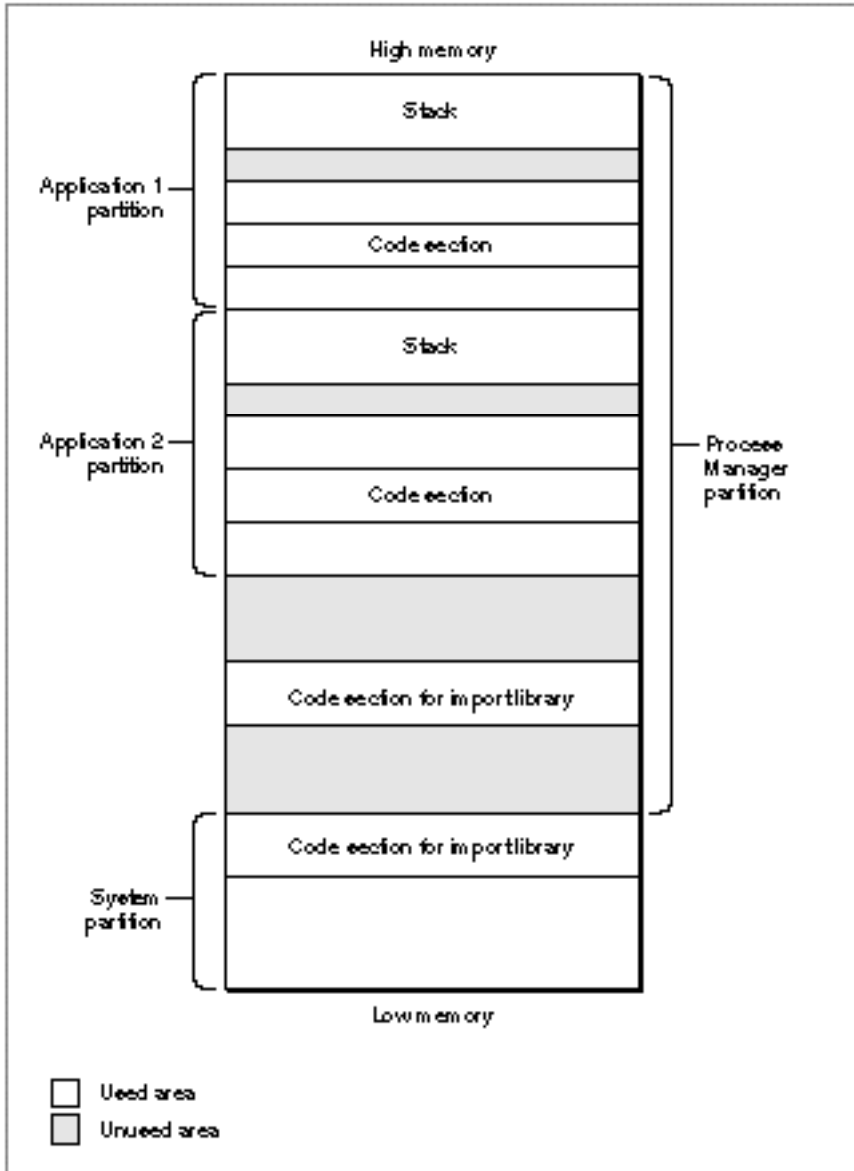 High memory
Stack
Application 1
partition
Code section
Stack
Application 2
partition
Code section
Process
Manager
partition
Code section for import library
Code section for import library
System
partition
Low memory
Used area
Unused area